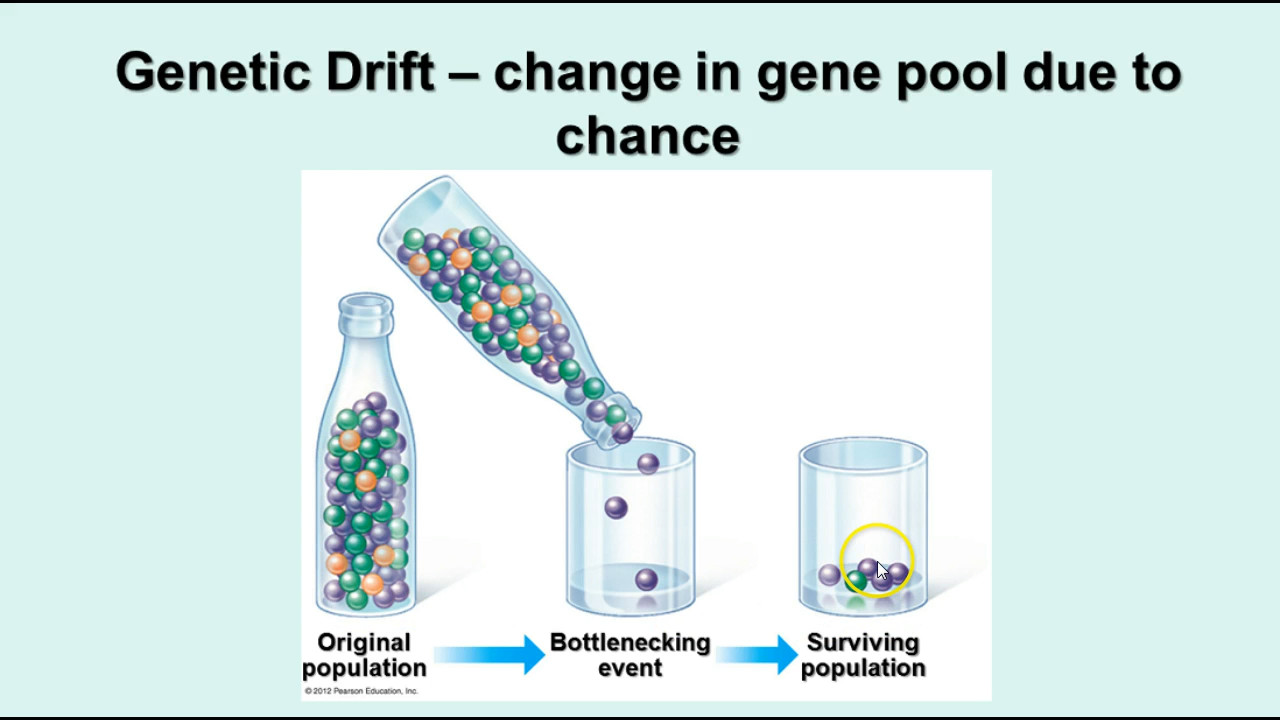 Genetic Drift – change in gene pool due to
chance
Original
population
Bottlenecking
event
Surviving
population
© 2012 Pearson Education, Inc.